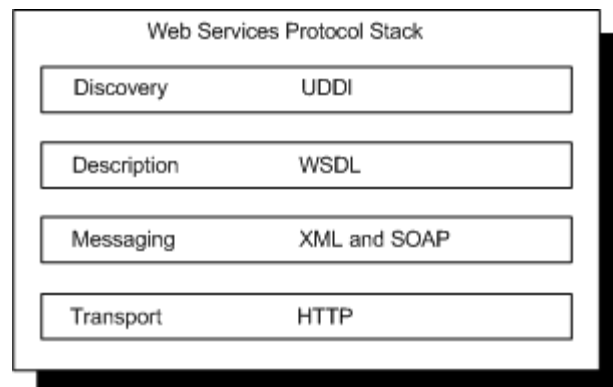 Web Services Protocol Stack
Discovery UDDI
Description WSDL
Messaging XML and SOAP
Transport HTTP